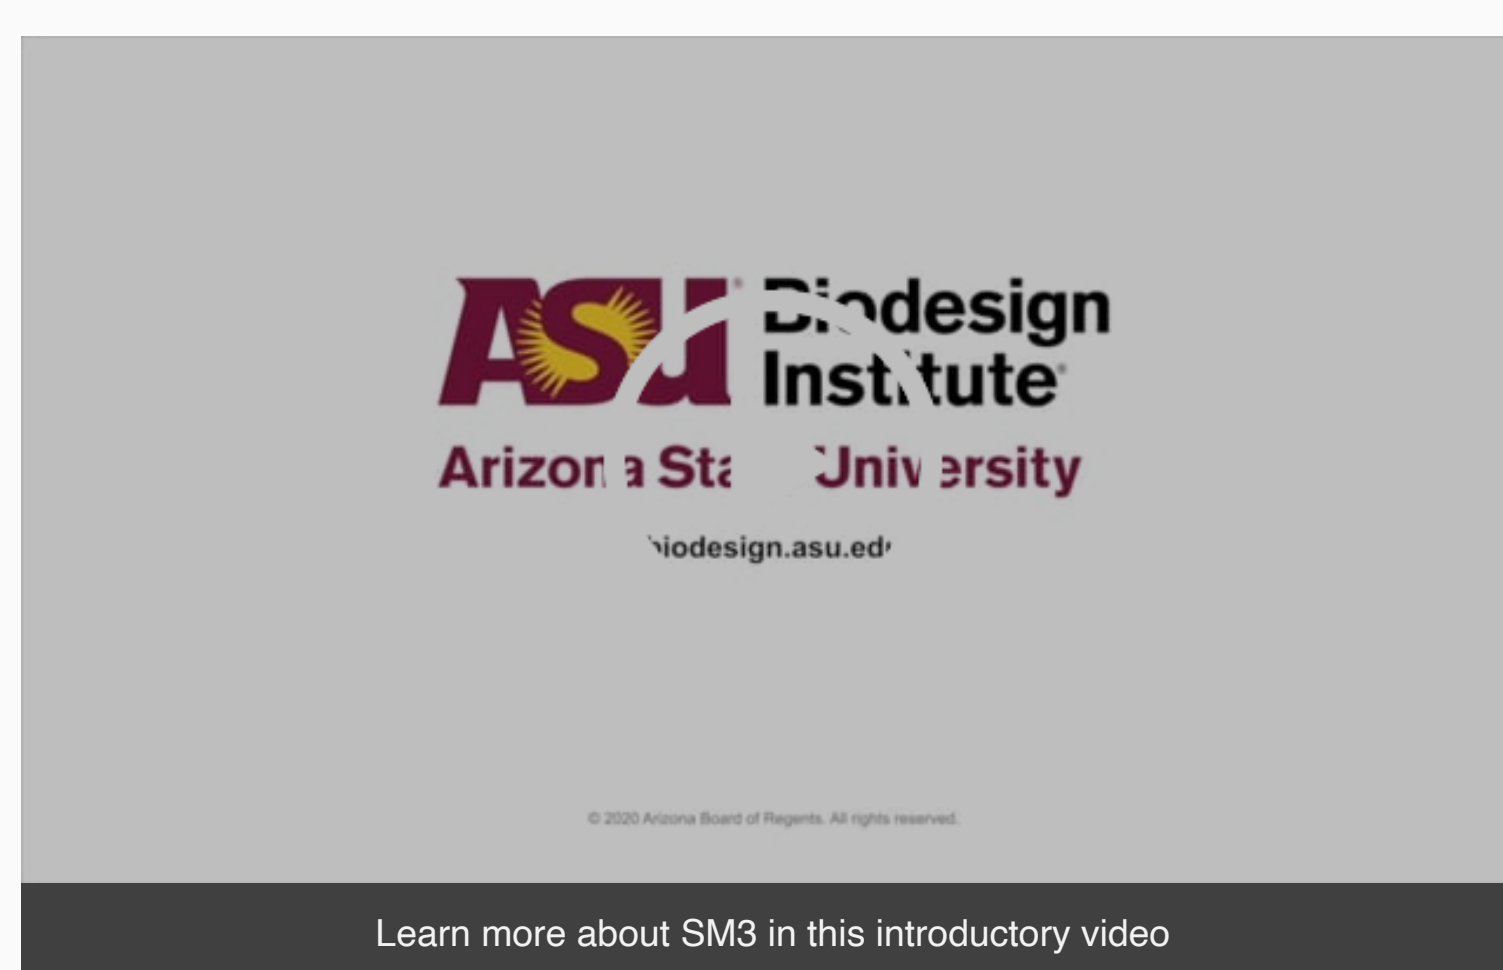 ASU Biodesign
Institute
Arizona State University
biodesign.asu.edu
© 2020 Arizona Board of Regents. All rights reserved.
Learn more about SM3 in this introductory video